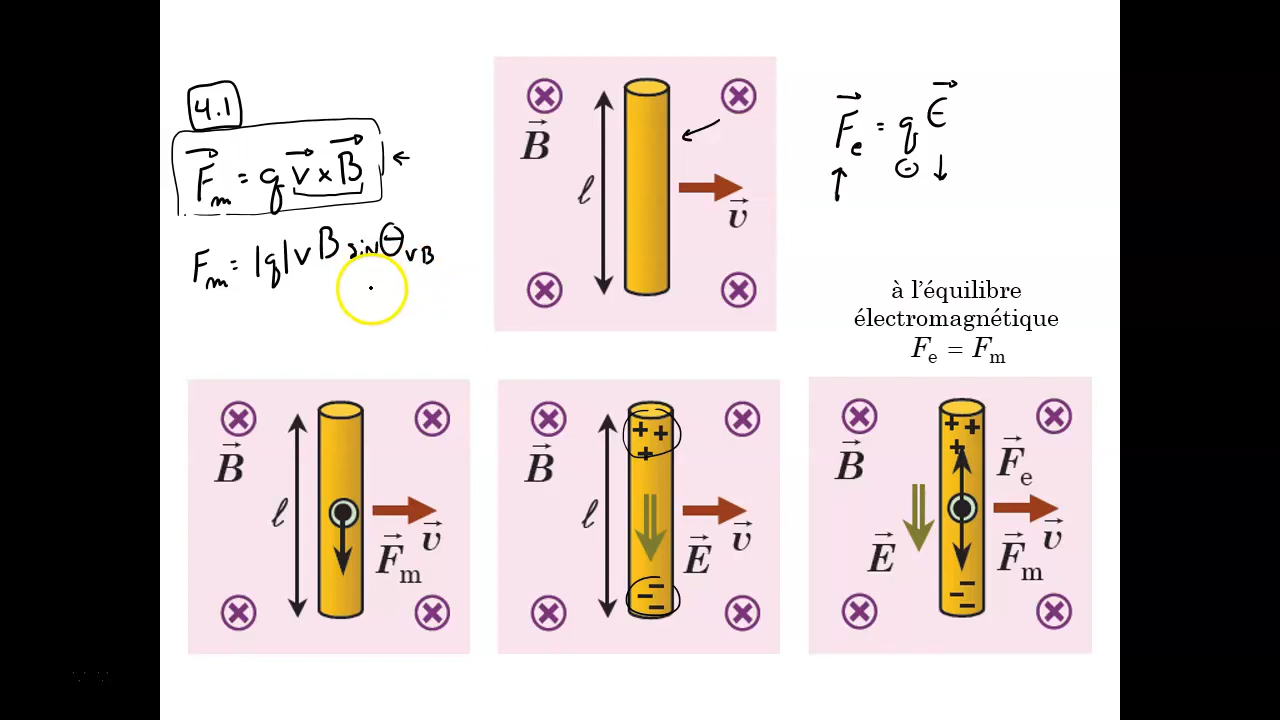 4.1
F⃗m = q v⃗ × B⃗ ←
Fm = |q| v B sin θvB
B⃗
ℓ
v⃗
F⃗e = q E⃗
↑ ⊖ ↓
à l'équilibre
électromagnétique
Fe = Fm
B⃗
ℓ
v⃗
F⃗m
B⃗
+ +
+
ℓ
v⃗
E⃗
− − −
B⃗
+ +
+
F⃗e
v⃗
E⃗
F⃗m
− − −